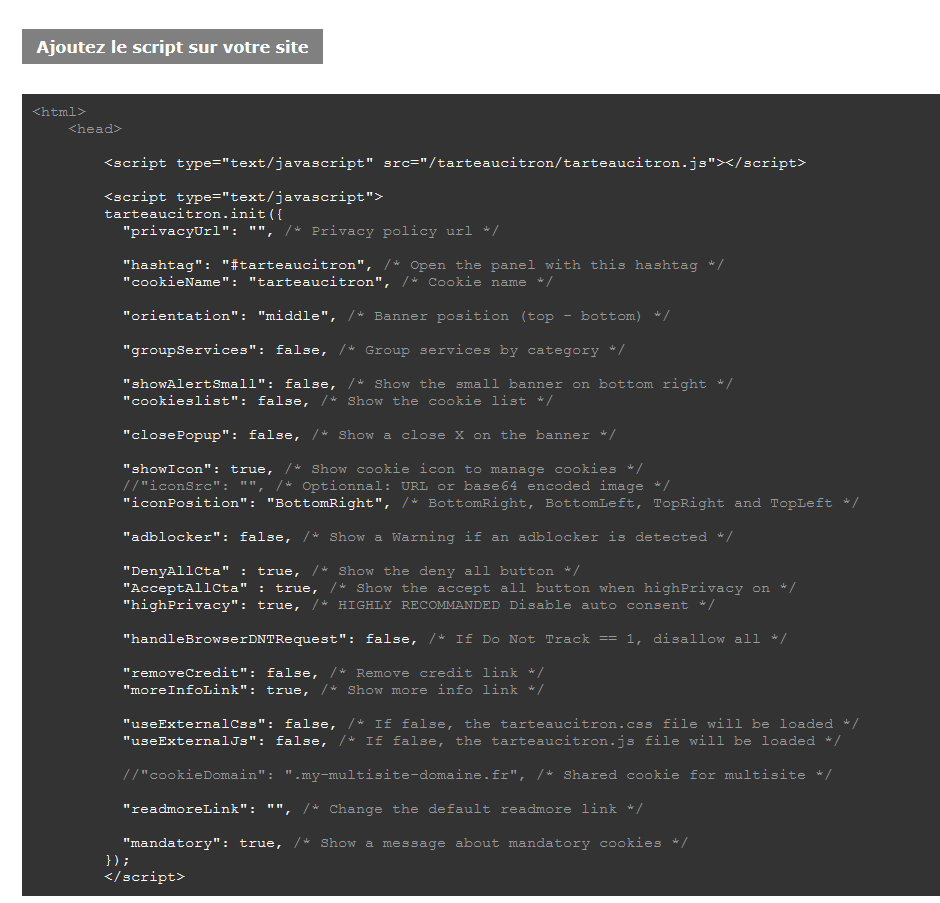 Ajoutez le script sur votre site
<html>
<head>
<script type="text/javascript" src="/tarteaucitron/tarteaucitron.js"></script>
<script type="text/javascript">
tarteaucitron.init({
"privacyUrl": "", /* Privacy policy url */
"hashtag": "#tarteaucitron", /* Open the panel with this hashtag */
"cookieName": "tarteaucitron", /* Cookie name */
"orientation": "middle", /* Banner position (top - bottom) */
"groupServices": false, /* Group services by category */
"showAlertSmall": false, /* Show the small banner on bottom right */
"cookieslist": false, /* Show the cookie list */
"closePopup": false, /* Show a close X on the banner */
"showIcon": true, /* Show cookie icon to manage cookies */
//"iconSrc": "", /* Optionnal: URL or base64 encoded image */
"iconPosition": "BottomRight", /* BottomRight, BottomLeft, TopRight and TopLeft */
"adblocker": false, /* Show a Warning if an adblocker is detected */
"DenyAllCta" : true, /* Show the deny all button */
"AcceptAllCta" : true, /* Show the accept all button when highPrivacy on */
"highPrivacy": true, /* HIGHLY RECOMMANDED Disable auto consent */
"handleBrowserDNTRequest": false, /* If Do Not Track == 1, disallow all */
"removeCredit": false, /* Remove credit link */
"moreInfoLink": true, /* Show more info link */
"useExternalCss": false, /* If false, the tarteaucitron.css file will be loaded */
"useExternalJs": false, /* If false, the tarteaucitron.js file will be loaded */
//"cookieDomain": ".my-multisite-domaine.fr", /* Shared cookie for multisite */
"readmoreLink": "", /* Change the default readmore link */
"mandatory": true, /* Show a message about mandatory cookies */
});
</script>